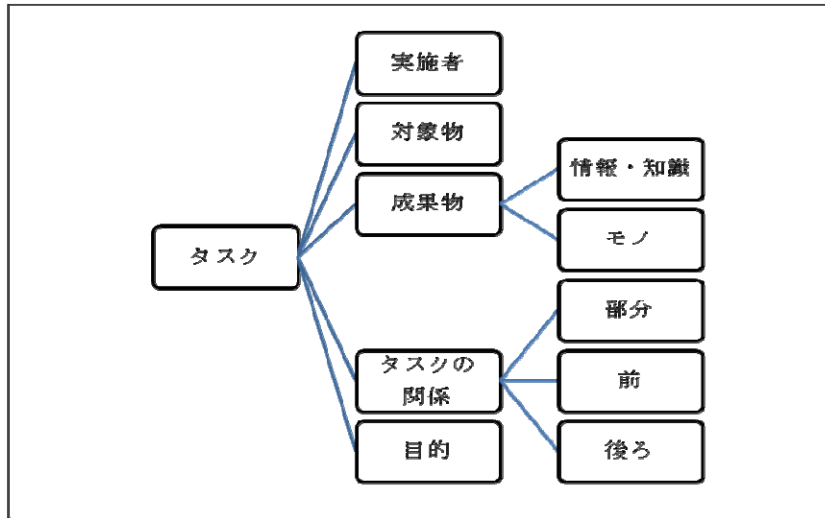 タスク
実施者
対象物
成果物
情報・知識
モノ
タスクの
関係
部分
前
後ろ
目的